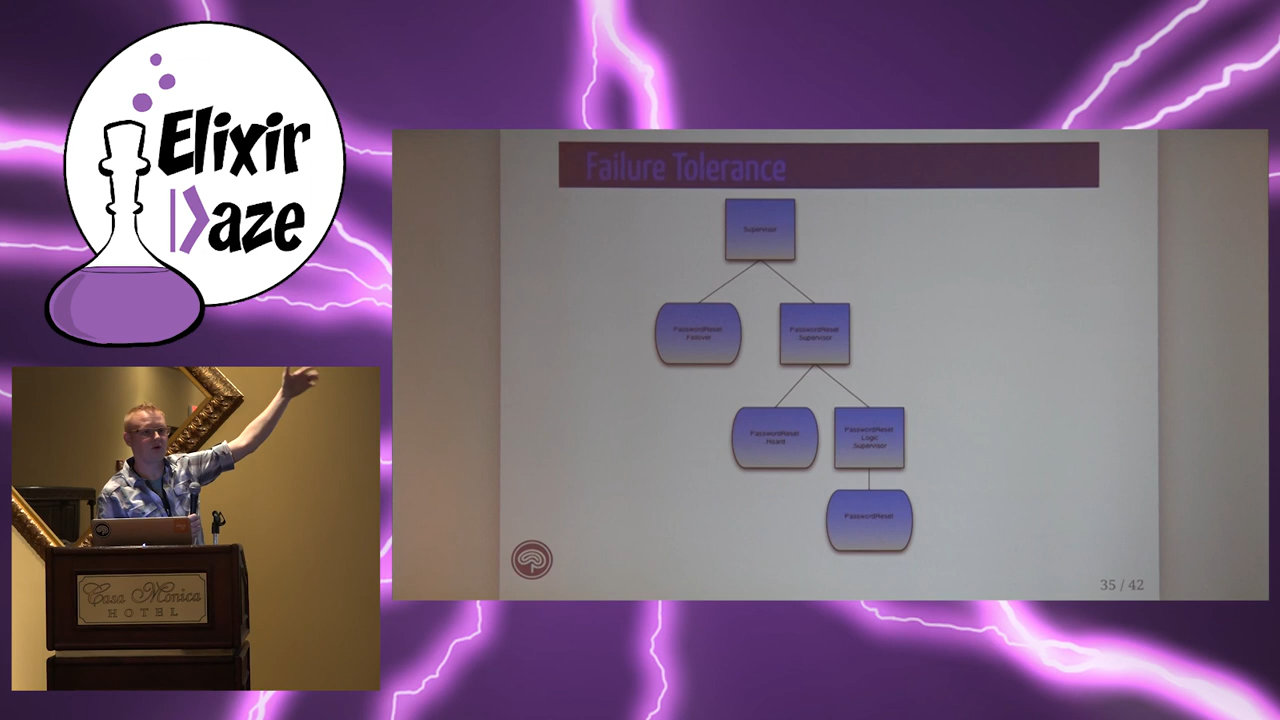 Elixir
Daze
Failure Tolerance
Supervisor
PasswordReset
Failover
PasswordReset
Supervisor
PasswordReset
Hoard
PasswordReset
Logic
Supervisor
PasswordReset
35 / 42
Casa Monica
HOTEL